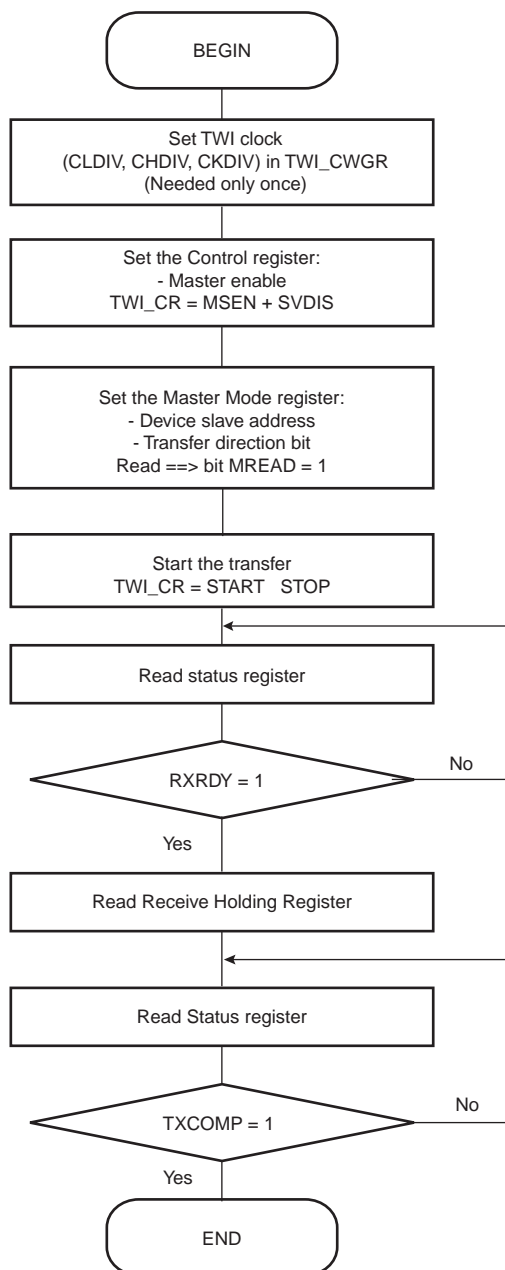 BEGIN
Set TWI clock
(CLDIV, CHDIV, CKDIV) in TWI_CWGR
(Needed only once)
Set the Control register:
- Master enable
TWI_CR = MSEN + SVDIS
Set the Master Mode register:
- Device slave address
- Transfer direction bit
Read ==> bit MREAD = 1
Start the transfer
TWI_CR = START   STOP
Read status register
RXRDY = 1
No
Yes
Read Receive Holding Register
Read Status register
TXCOMP = 1
No
Yes
END